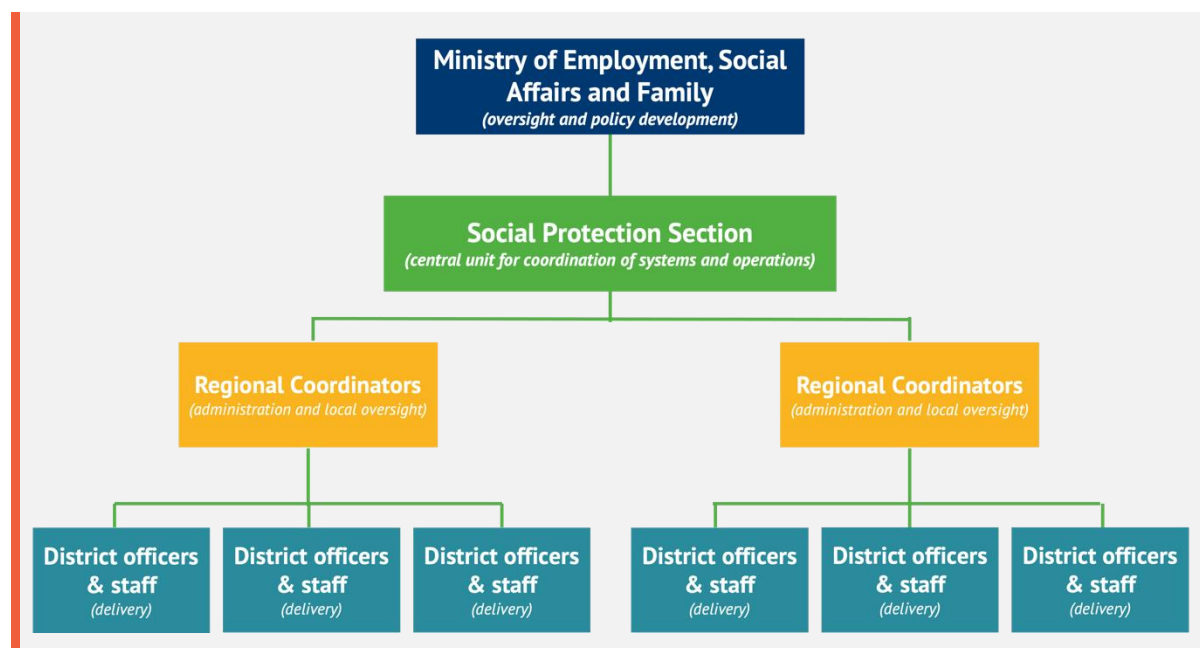 Ministry of Employment, Social
Affairs and Family
(oversight and policy development)
Social Protection Section
(central unit for coordination of systems and operations)
Regional Coordinators
(administration and local oversight)
Regional Coordinators
(administration and local oversight)
District officers
& staff
(delivery)
District officers
& staff
(delivery)
District officers
& staff
(delivery)
District officers
& staff
(delivery)
District officers
& staff
(delivery)
District officers
& staff
(delivery)